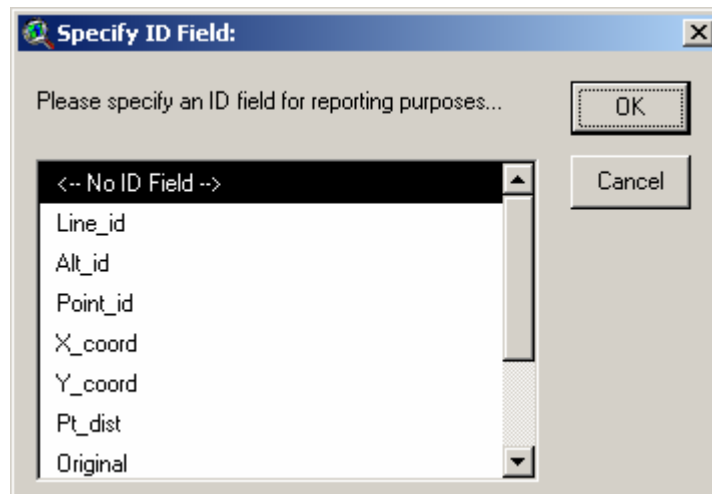 Specify ID Field:
Please specify an ID field for reporting purposes...
OK
Cancel
<-- No ID Field -->
Line_id
Alt_id
Point_id
X_coord
Y_coord
Pt_dist
Original